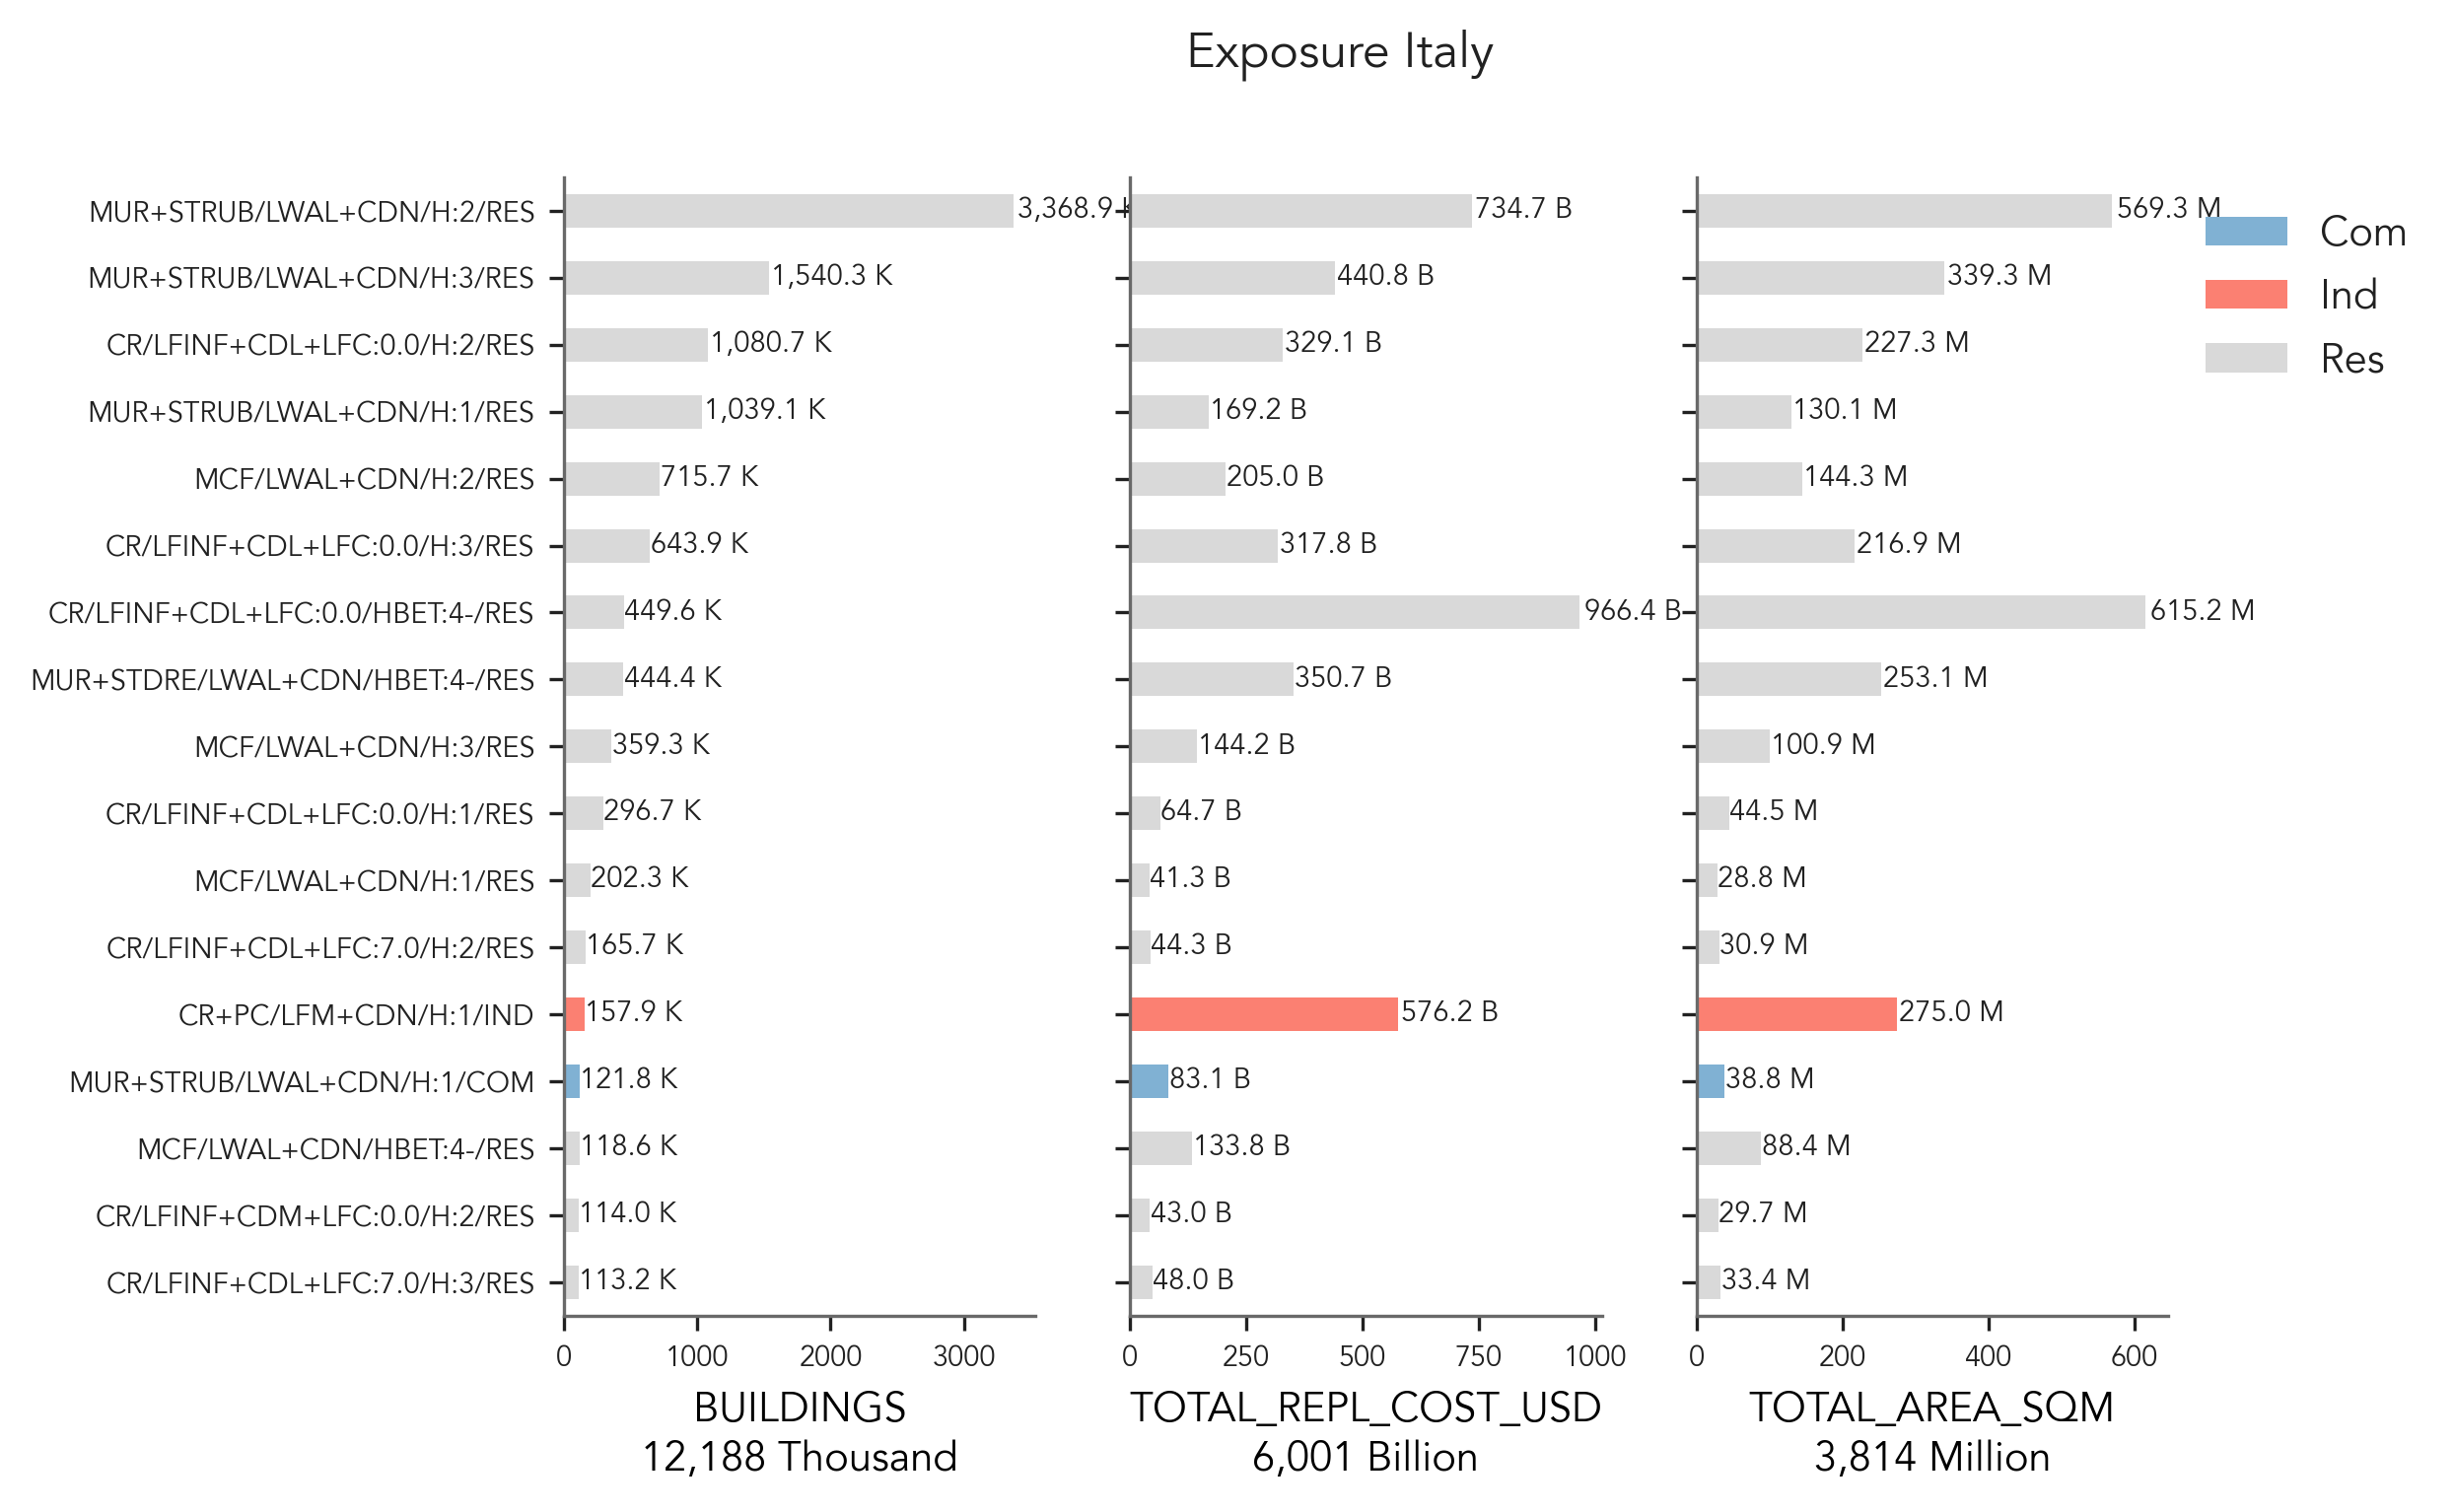 Exposure Italy
MUR+STRUB/LWAL+CDN/H:2/RES 3,368.9 734.7 B 569.3 M
MUR+STRUB/LWAL+CDN/H:3/RES 1,540.3 K 440.8 B 339.3 M
CR/LFINF+CDL+LFC:0.0/H:2/RES 1,080.7 K 329.1 B 227.3 M
MUR+STRUB/LWAL+CDN/H:1/RES 1,039.1 K 169.2 B 130.1 M
MCF/LWAL+CDN/H:2/RES 715.7 K 205.0 B 144.3 M
CR/LFINF+CDL+LFC:0.0/H:3/RES 643.9 K 317.8 B 216.9 M
CR/LFINF+CDL+LFC:0.0/HBET:4-/RES 449.6 K 966.4 B 615.2 M
MUR+STDRE/LWAL+CDN/HBET:4-/RES 444.4 K 350.7 B 253.1 M
MCF/LWAL+CDN/H:3/RES 359.3 K 144.2 B 100.9 M
CR/LFINF+CDL+LFC:0.0/H:1/RES 296.7 K 64.7 B 44.5 M
MCF/LWAL+CDN/H:1/RES 202.3 K 41.3 B 28.8 M
CR/LFINF+CDL+LFC:7.0/H:2/RES 165.7 K 44.3 B 30.9 M
CR+PC/LFM+CDN/H:1/IND 157.9 K 576.2 B 275.0 M
MUR+STRUB/LWAL+CDN/H:1/COM 121.8 K 83.1 B 38.8 M
MCF/LWAL+CDN/HBET:4-/RES 118.6 K 133.8 B 88.4 M
CR/LFINF+CDM+LFC:0.0/H:2/RES 114.0 K 43.0 B 29.7 M
CR/LFINF+CDL+LFC:7.0/H:3/RES 113.2 K 48.0 B 33.4 M
Com
Ind
Res
0 1000 2000 3000
BUILDINGS
12,188 Thousand
0 250 500 750 1000
TOTAL_REPL_COST_USD
6,001 Billion
0 200 400 600
TOTAL_AREA_SQM
3,814 Million